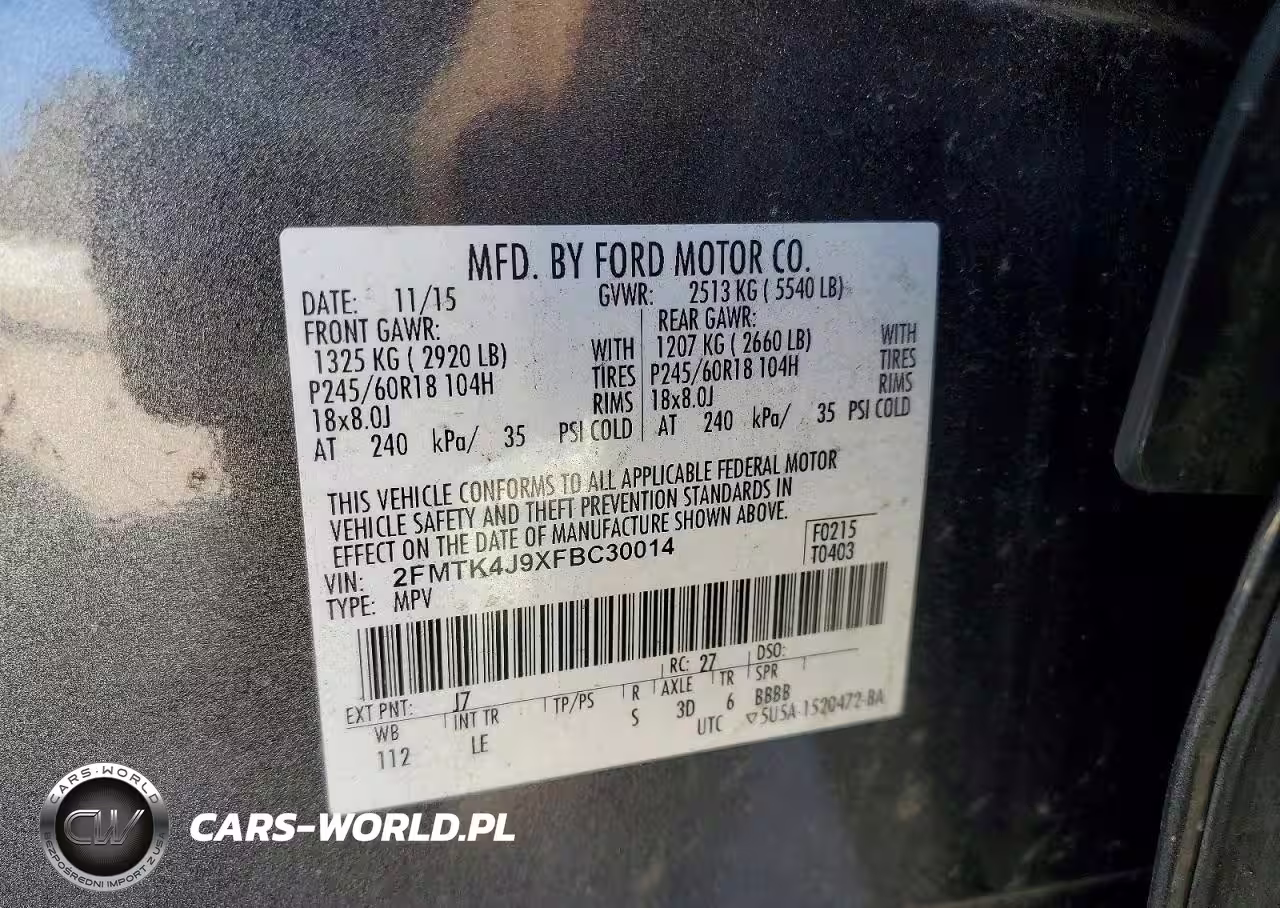 MFD. BY FORD MOTOR CO.
DATE: 11/15 GVWR: 2513 KG ( 5540 LB)
FRONT GAWR: REAR GAWR:
1325 KG ( 2920 LB) WITH 1207 KG ( 2660 LB) WITH
P245/60R18 104H TIRES P245/60R18 104H TIRES
18x8.0J RIMS 18x8.0J RIMS
AT 240 kPa/ 35 PSI COLD AT 240 kPa/ 35 PSI COLD
THIS VEHICLE CONFORMS TO ALL APPLICABLE FEDERAL MOTOR
VEHICLE SAFETY AND THEFT PREVENTION STANDARDS IN
EFFECT ON THE DATE OF MANUFACTURE SHOWN ABOVE.
VIN: 2FMTK4J9XFBC30014 F0215
TYPE: MPV T0403
EXT PNT: J7 RC: 27 DSO:
WB INT TR TP/PS R AXLE TR SPR
112 LE S 3D 6 BBBB
UTC ▽5U5A-1520472-BA
CARS-WORLD
CW
BEZPOŚREDNI IMPORT Z USA
CARS-WORLD.PL